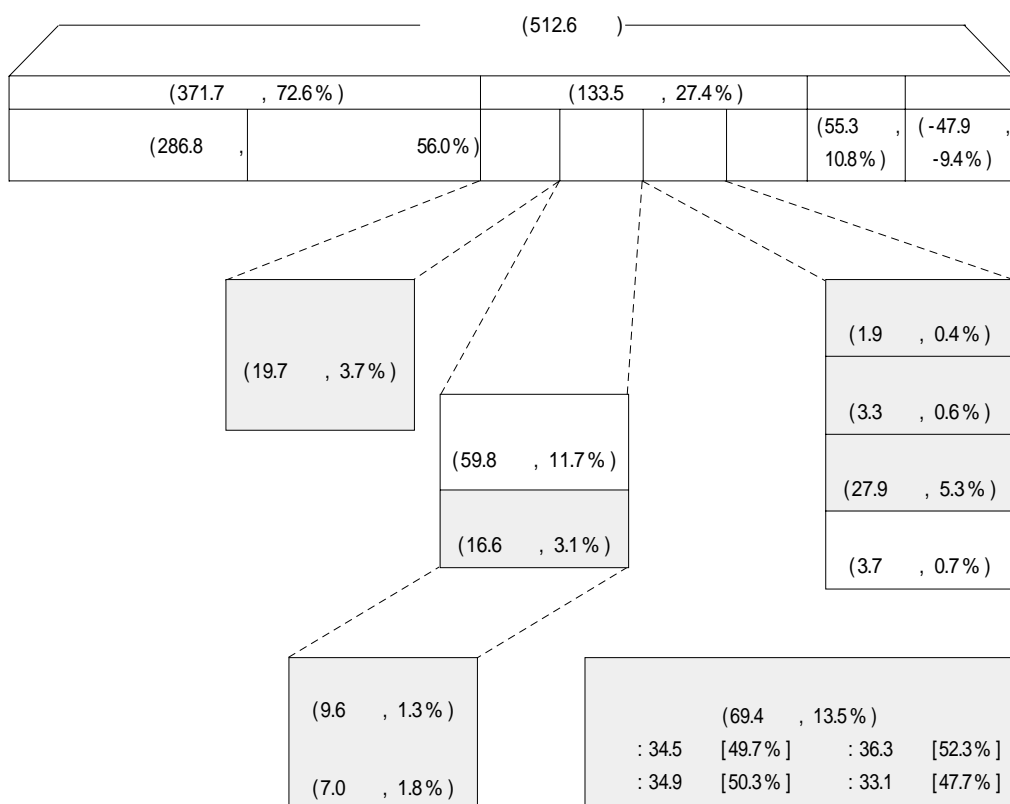 (512.6 )
(371.7 , 72.6%) (133.5 , 27.4%)
(286.8 , 56.0%) (55.3 , (-47.9 ,
10.8%) -9.4%)
(1.9 , 0.4%)
(19.7 , 3.7%)
(3.3 , 0.6%)
(59.8 , 11.7%)
(27.9 , 5.3%)
(16.6 , 3.1%)
(3.7 , 0.7%)
(9.6 , 1.3%)
(69.4 , 13.5%)
: 34.5 [49.7%] : 36.3 [52.3%]
: 34.9 [50.3%] : 33.1 [47.7%]
(7.0 , 1.8%)